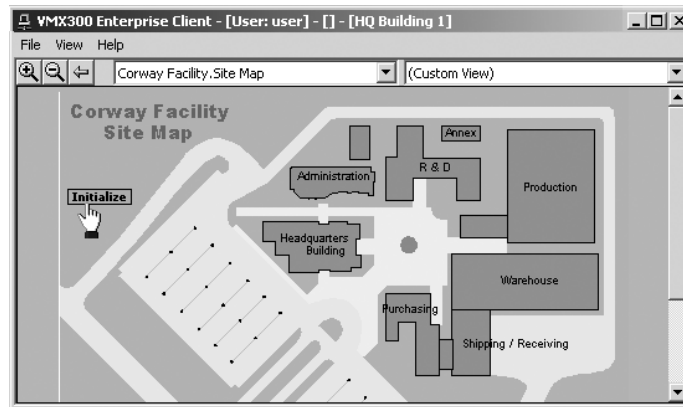 VMX300 Enterprise Client - [User: user] - [] - [HQ Building 1]
File View Help
Corway Facility.Site Map
(Custom View)
Corway Facility
Site Map
Annex
R & D
Administration
Production
Initialize
Headquarters
Building
Warehouse
Purchasing
Shipping / Receiving